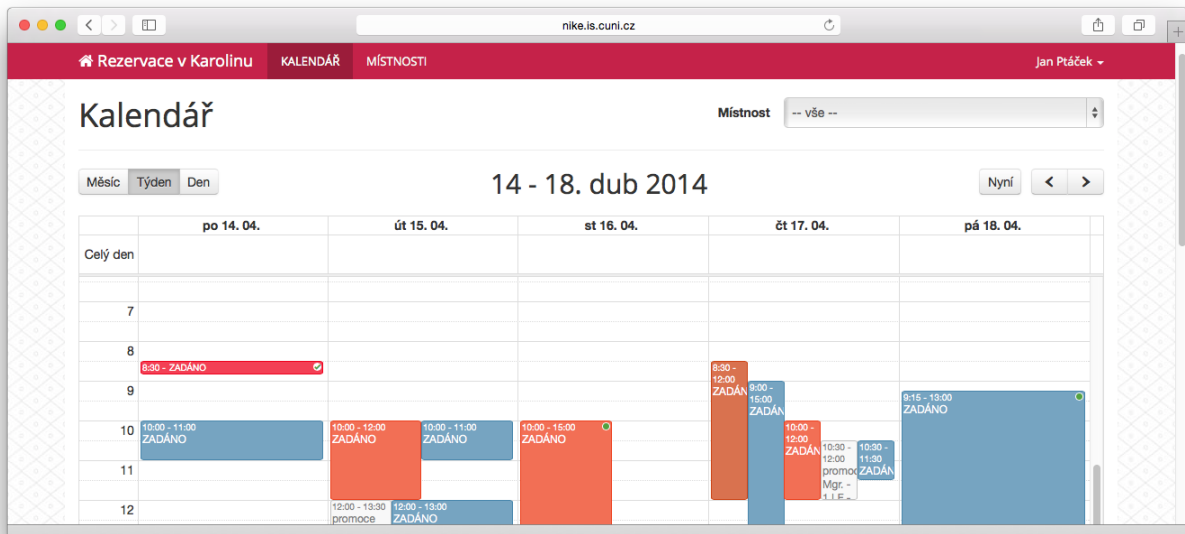 nike.is.cuni.cz
Rezervace v Karolinu KALENDÁŘ MÍSTNOSTI Jan Ptáček
Kalendář
Místnost -- vše --
Měsíc Týden Den
14 - 18. dub 2014
Nyní
po 14. 04. út 15. 04. st 16. 04. čt 17. 04. pá 18. 04.
Celý den
7
8
8:30 - ZADÁNO
8:30 -
12:00
ZADÁN
9
9:00 -
15:00
ZADÁN
9:15 - 13:00
ZADÁNO
10
10:00 - 11:00
ZADÁNO
10:00 - 12:00
ZADÁNO
10:00 - 11:00
ZADÁNO
10:00 - 15:00
ZADÁNO
10:00 -
12:00
ZADÁN
10:30 -
12:00
promoc
Mgr. -
1.LF -
10:30 -
11:30
ZADÁN
11
12
12:00 - 13:30
promoce
12:00 - 13:00
ZADÁNO